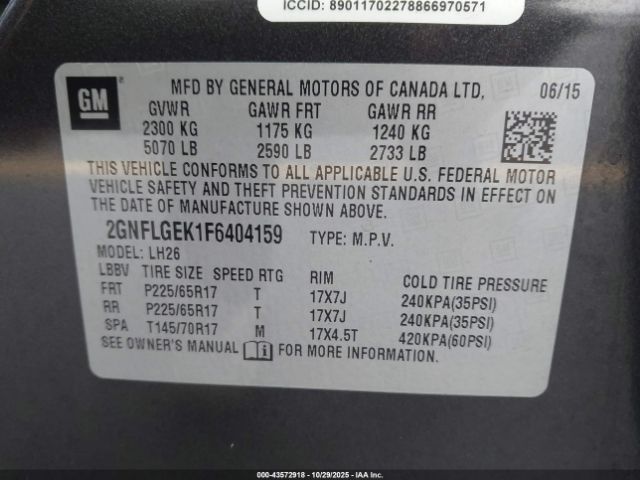 ICCID: 89011702278866970571
GM
MFD BY GENERAL MOTORS OF CANADA LTD, 06/15
GVWR GAWR FRT GAWR RR
2300 KG 1175 KG 1240 KG
5070 LB 2590 LB 2733 LB
THIS VEHICLE CONFORMS TO ALL APPLICABLE U.S. FEDERAL MOTOR
VEHICLE SAFETY AND THEFT PREVENTION STANDARDS IN EFFECT ON
THE DATE OF MANUFACTURE SHOWN ABOVE.
2GNFLGEK1F6404159 TYPE: M.P.V.
MODEL: LH26
LBBV TIRE SIZE SPEED RTG RIM COLD TIRE PRESSURE
FRT P225/65R17 T 17X7J 240KPA(35PSI)
RR P225/65R17 T 17X7J 240KPA(35PSI)
SPA T145/70R17 M 17X4.5T 420KPA(60PSI)
SEE OWNER'S MANUAL FOR MORE INFORMATION.
000-43572918 - 10/29/2025 - COPYRIGHT IAA, LLC.